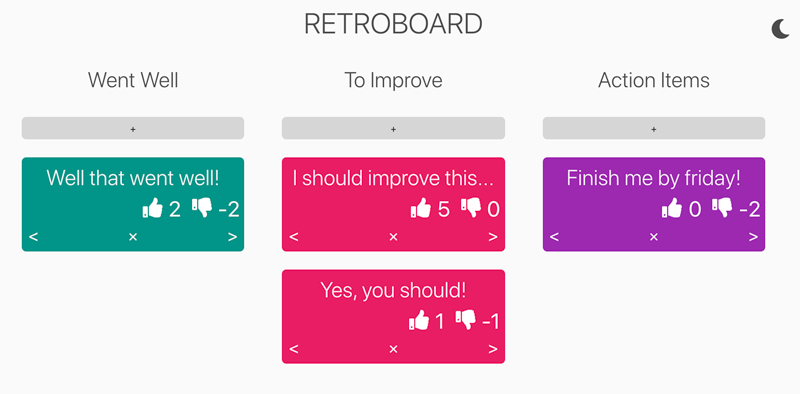 RETROBOARD
Went Well
To Improve
Action Items
+
+
+
Well that went well!
2 -2
< × >
I should improve this...
5 0
< × >
Yes, you should!
1 -1
< × >
Finish me by friday!
0 -2
< × >